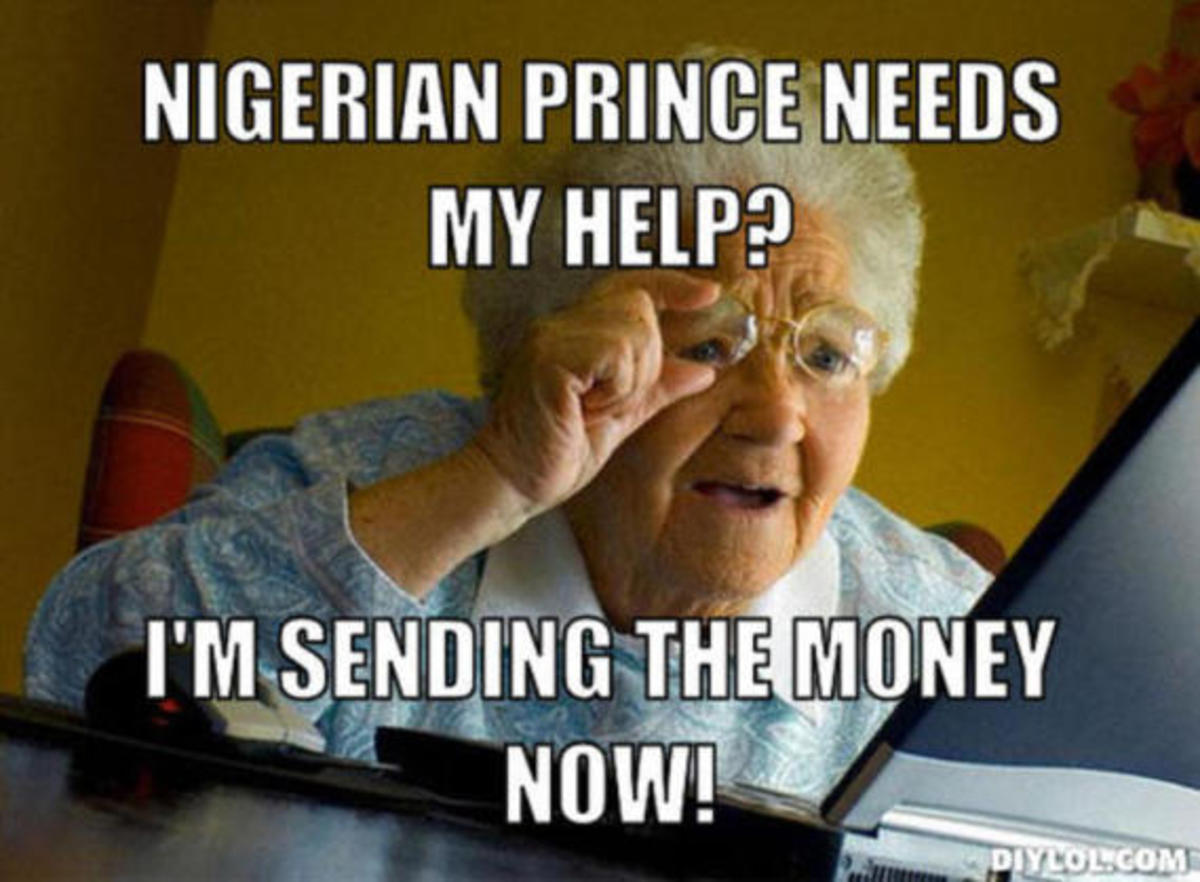 NIGERIAN PRINCE NEEDS
MY HELP?
I'M SENDING THE MONEY
NOW!
DIYLOL.COM